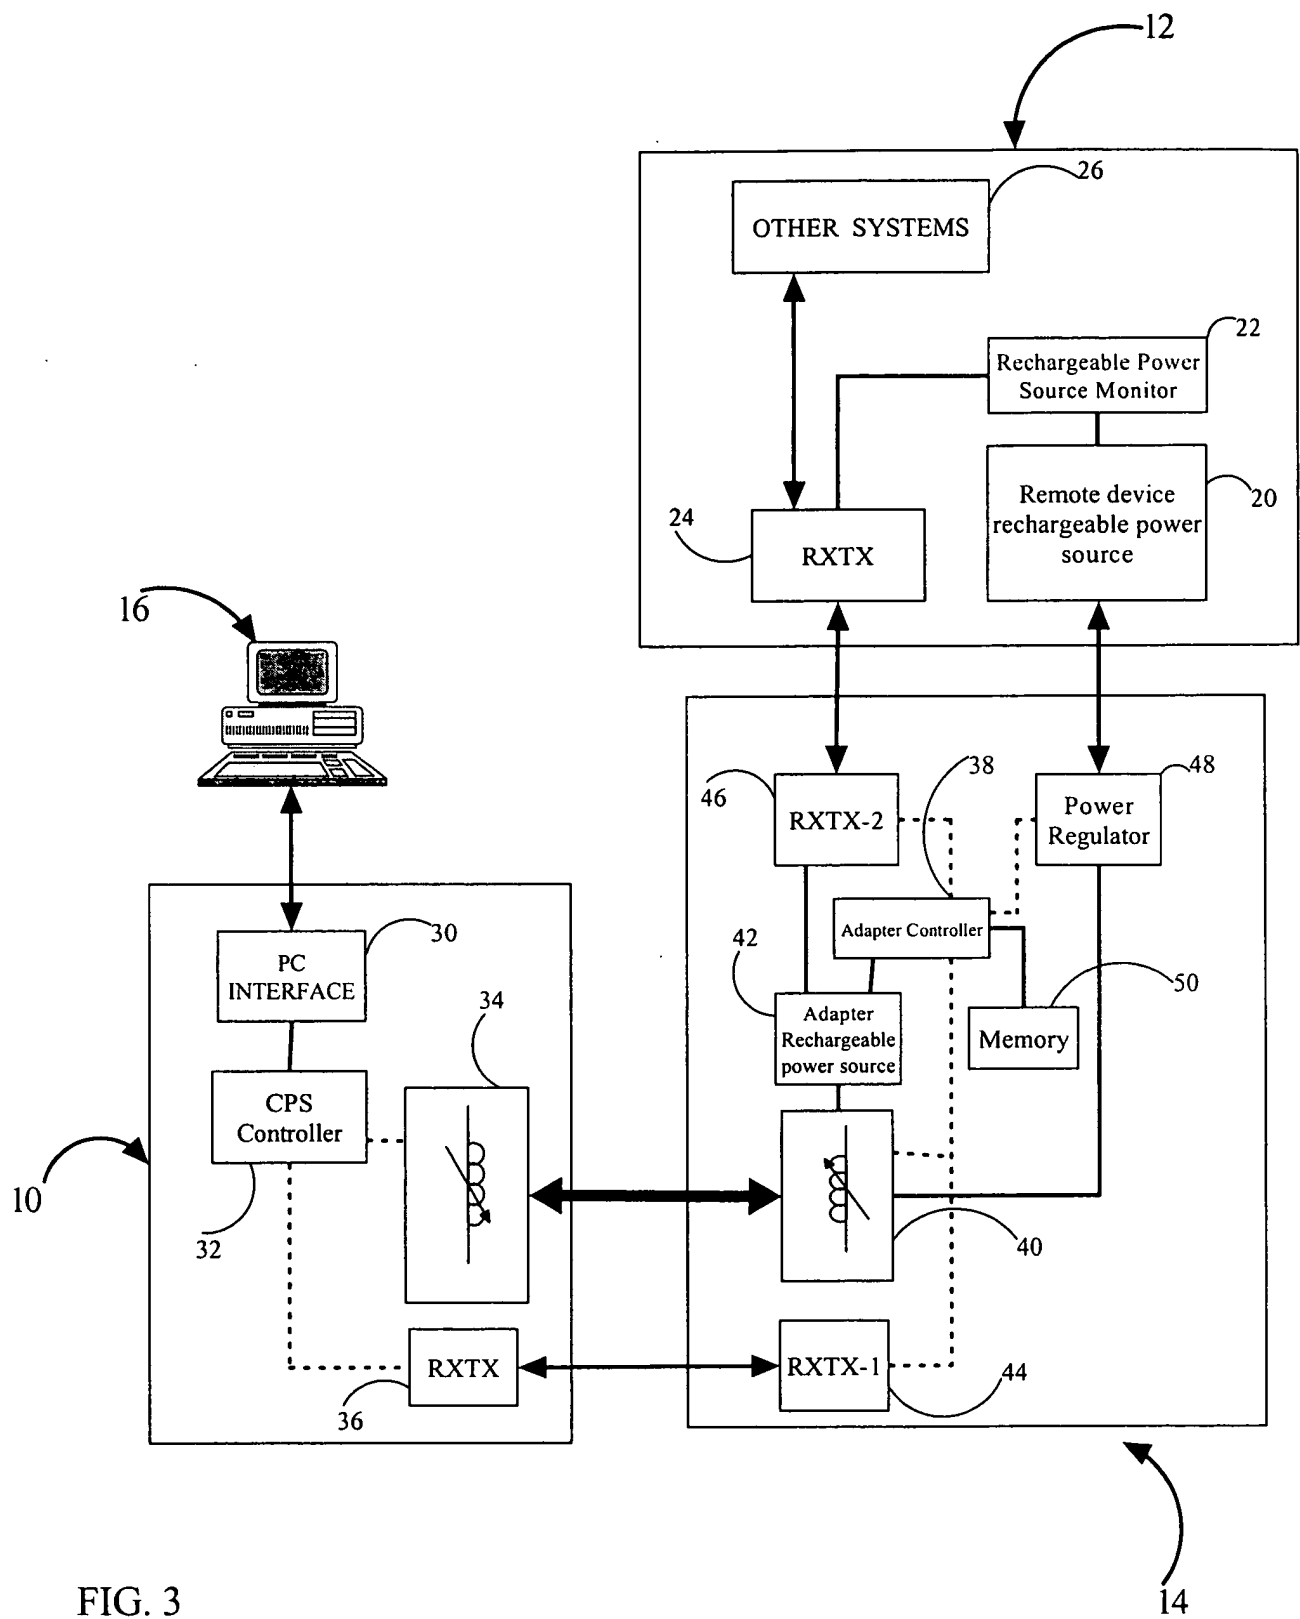 12
26
OTHER SYSTEMS
22
Rechargeable Power
Source Monitor
20
Remote device
rechargeable power
source
24
RXTX
16
46
RXTX-2
38
48
Power
Regulator
30
PC
INTERFACE
42
Adapter Controller
50
Memory
34
Adapter
Rechargeable
power source
CPS
Controller
10
32
40
RXTX
36
RXTX-1
44
14
FIG. 3